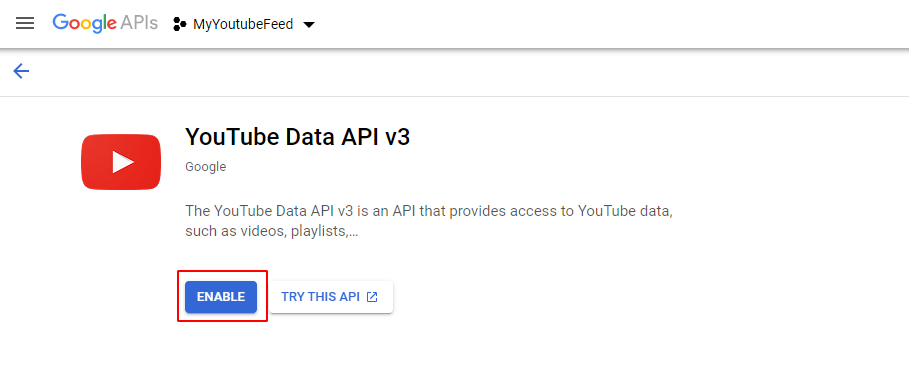 Google APIs MyYoutubeFeed
YouTube Data API v3
Google
The YouTube Data API v3 is an API that provides access to YouTube data,
such as videos, playlists,...
ENABLE TRY THIS API